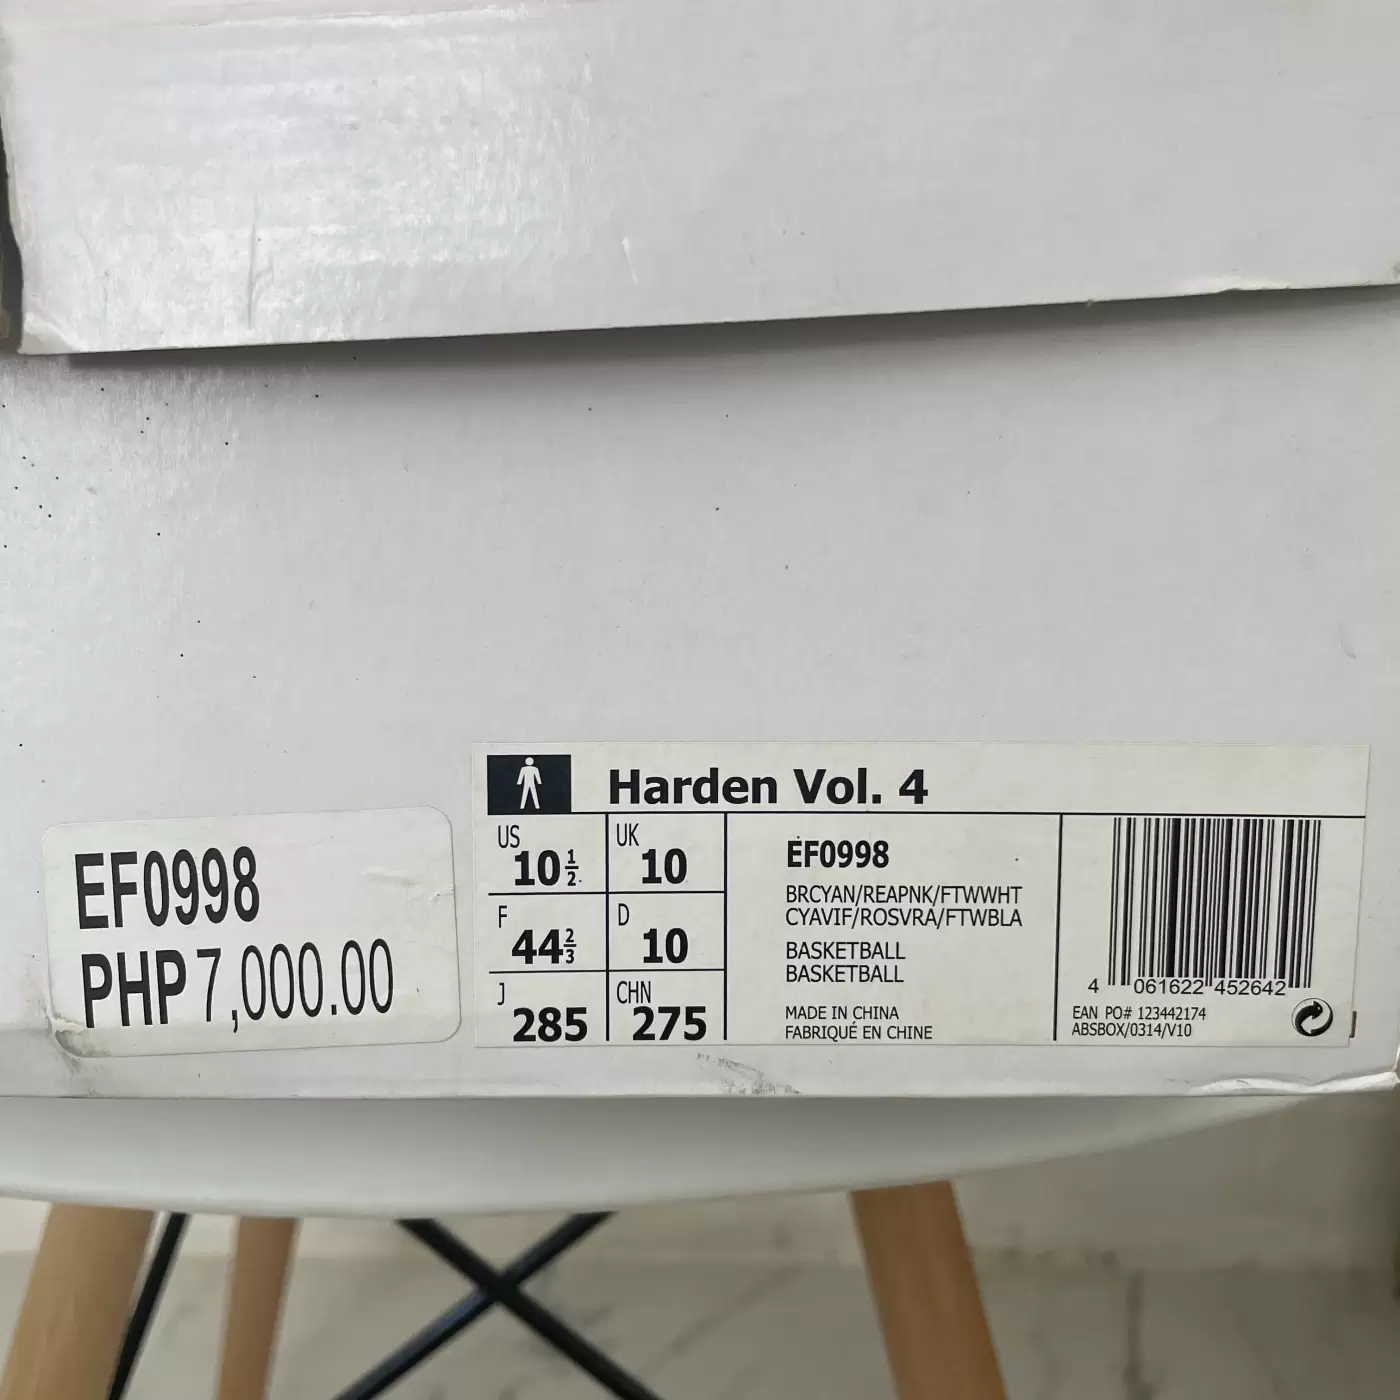 EF0998
PHP 7,000.00
Harden Vol. 4
US
10 1/2
UK
10
F
44 2/3
D
10
J
285
CHN
275
EF0998
BRCYAN/REAPNK/FTWWHT
CYAVIF/ROSVRA/FTWBLA
BASKETBALL
BASKETBALL
MADE IN CHINA
FABRIQUÉ EN CHINE
4 061622 452642
EAN PO# 123442174
ABSBOX/0314/V10